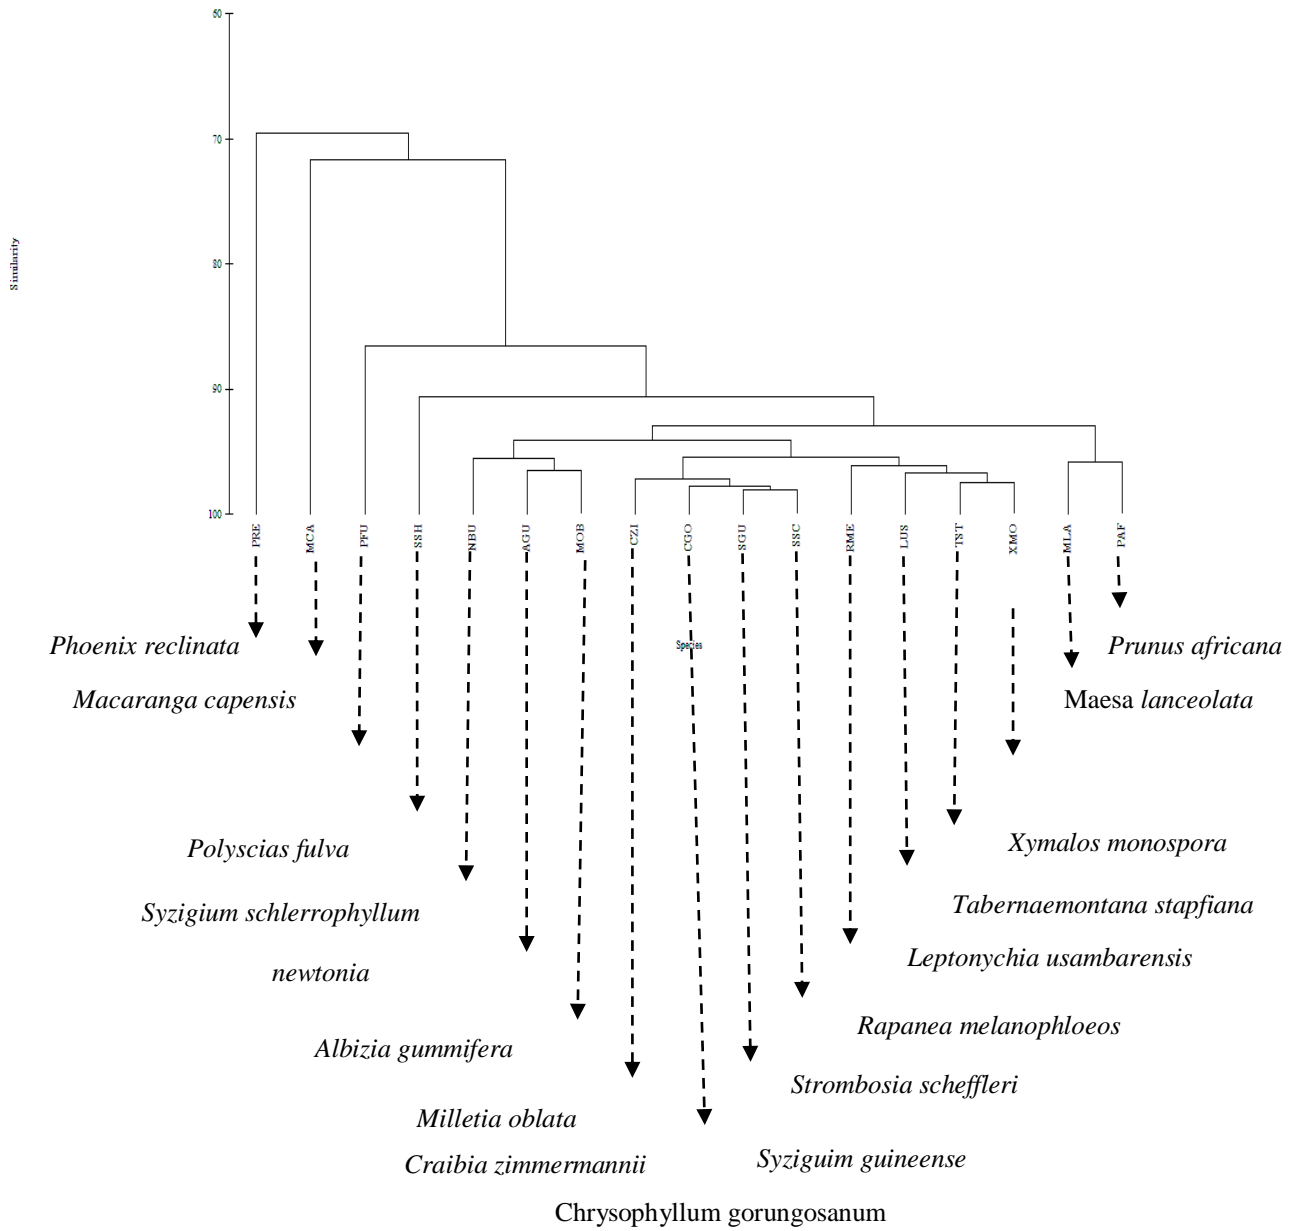 60
70
Similarity
80
90
100
PRE
MCA
PFU
SSH
NBU
AGU
MOB
CZI
CGO
SGU
SSC
RME
LUS
TST
XMO
MLA
PAF
Phoenix reclinata
Species
Prunus africana
Macaranga capensis
Maesa lanceolata
Polyscias fulva
Xymalos monospora
Syzigium schlerrophyllum
Tabernaemontana stapfiana
newtonia
Leptonychia usambarensis
Rapanea melanophloeos
Albizia gummifera
Strombosia scheffleri
Milletia oblata
Craibia zimmermannii
Syziguim guineense
Chrysophyllum gorungosanum